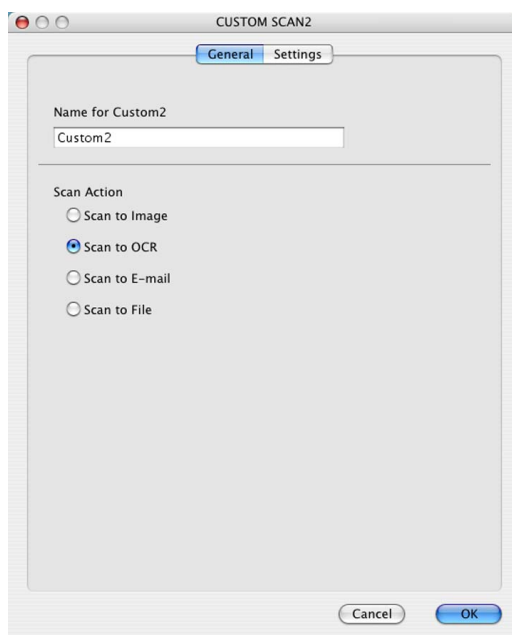 CUSTOM SCAN2
General Settings
Name for Custom2
Custom2
Scan Action
Scan to Image
Scan to OCR
Scan to E-mail
Scan to File
Cancel OK